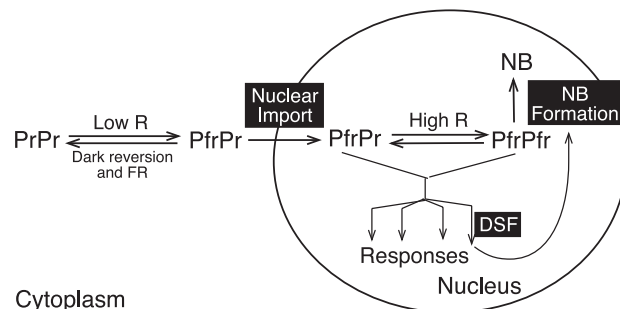 NB
Nuclear
Import
NB
Formation
Low R
High R
PrPr
PfrPr
PfrPr
PfrPfr
Dark reversion
and FR
DSF
Responses
Nucleus
Cytoplasm